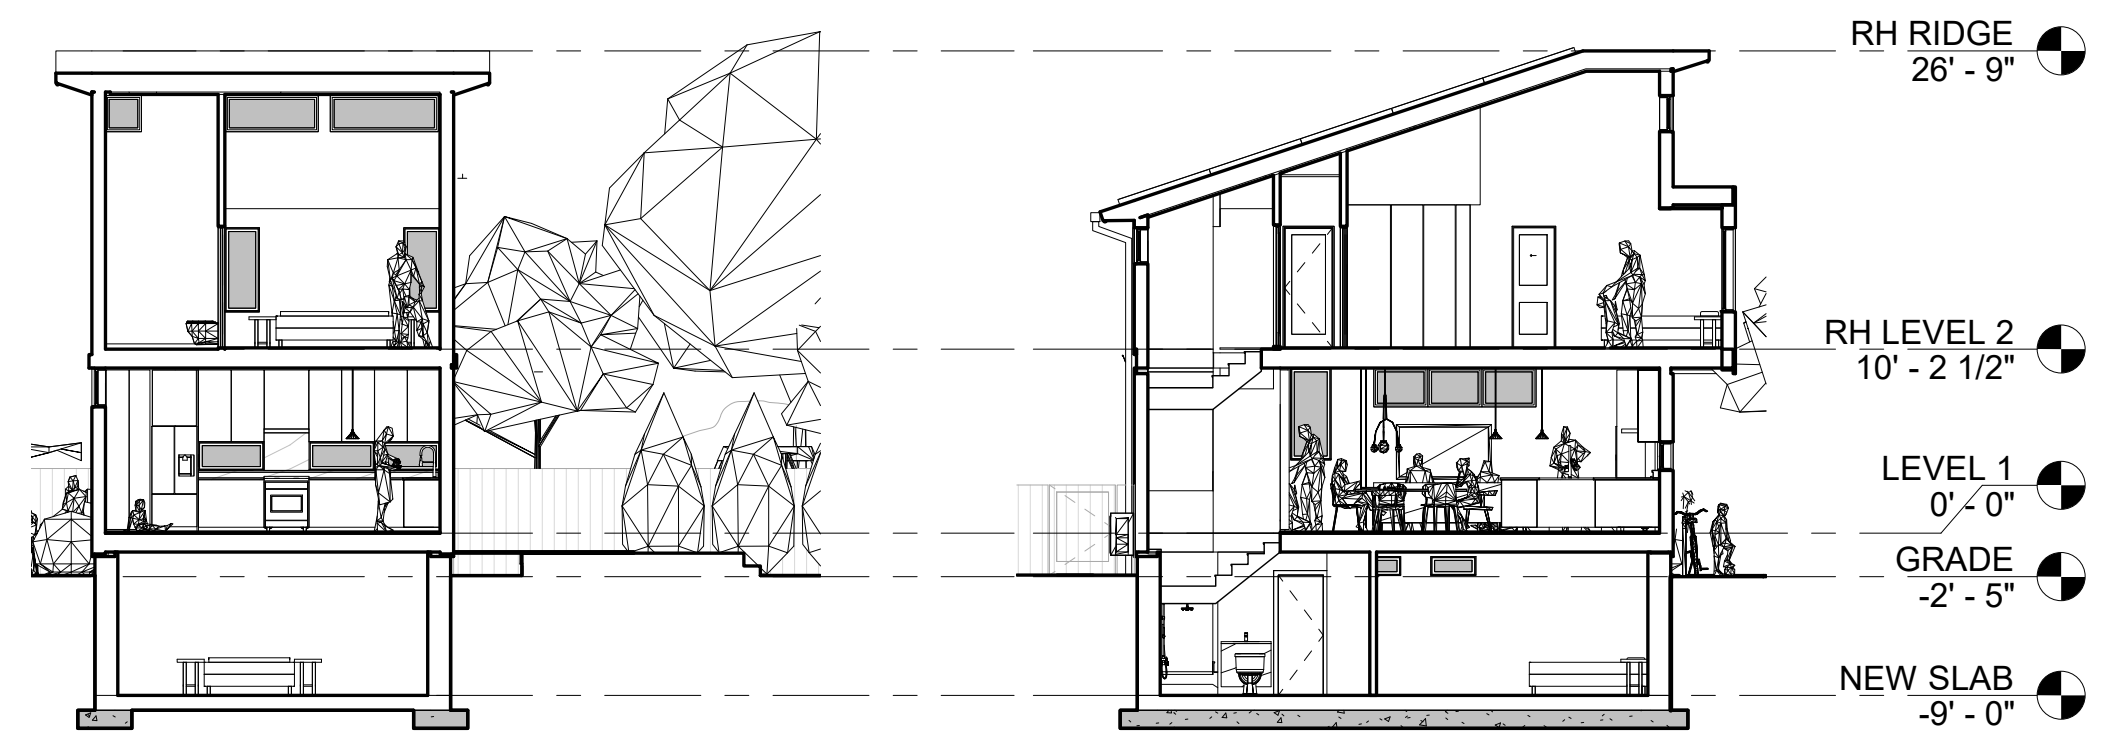 RH RIDGE
26' - 9"
RH LEVEL 2
10' - 2 1/2"
LEVEL 1
0' - 0"
GRADE
-2' - 5"
NEW SLAB
-9' - 0"